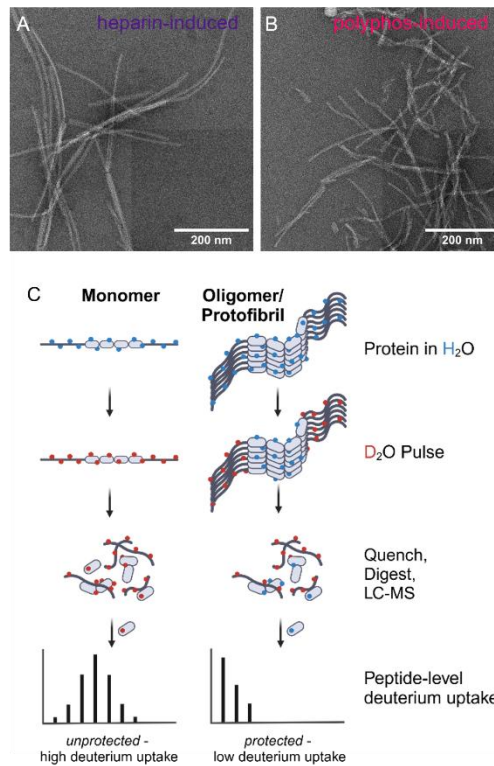 A
heparin-induced
200 nm
B
polyphos-induced
200 nm
C
Monomer
Oligomer/
Protofibril
Protein in H₂O
D₂O Pulse
Quench,
Digest,
LC-MS
Peptide-level
deuterium uptake
unprotected -
high deuterium uptake
protected -
low deuterium uptake